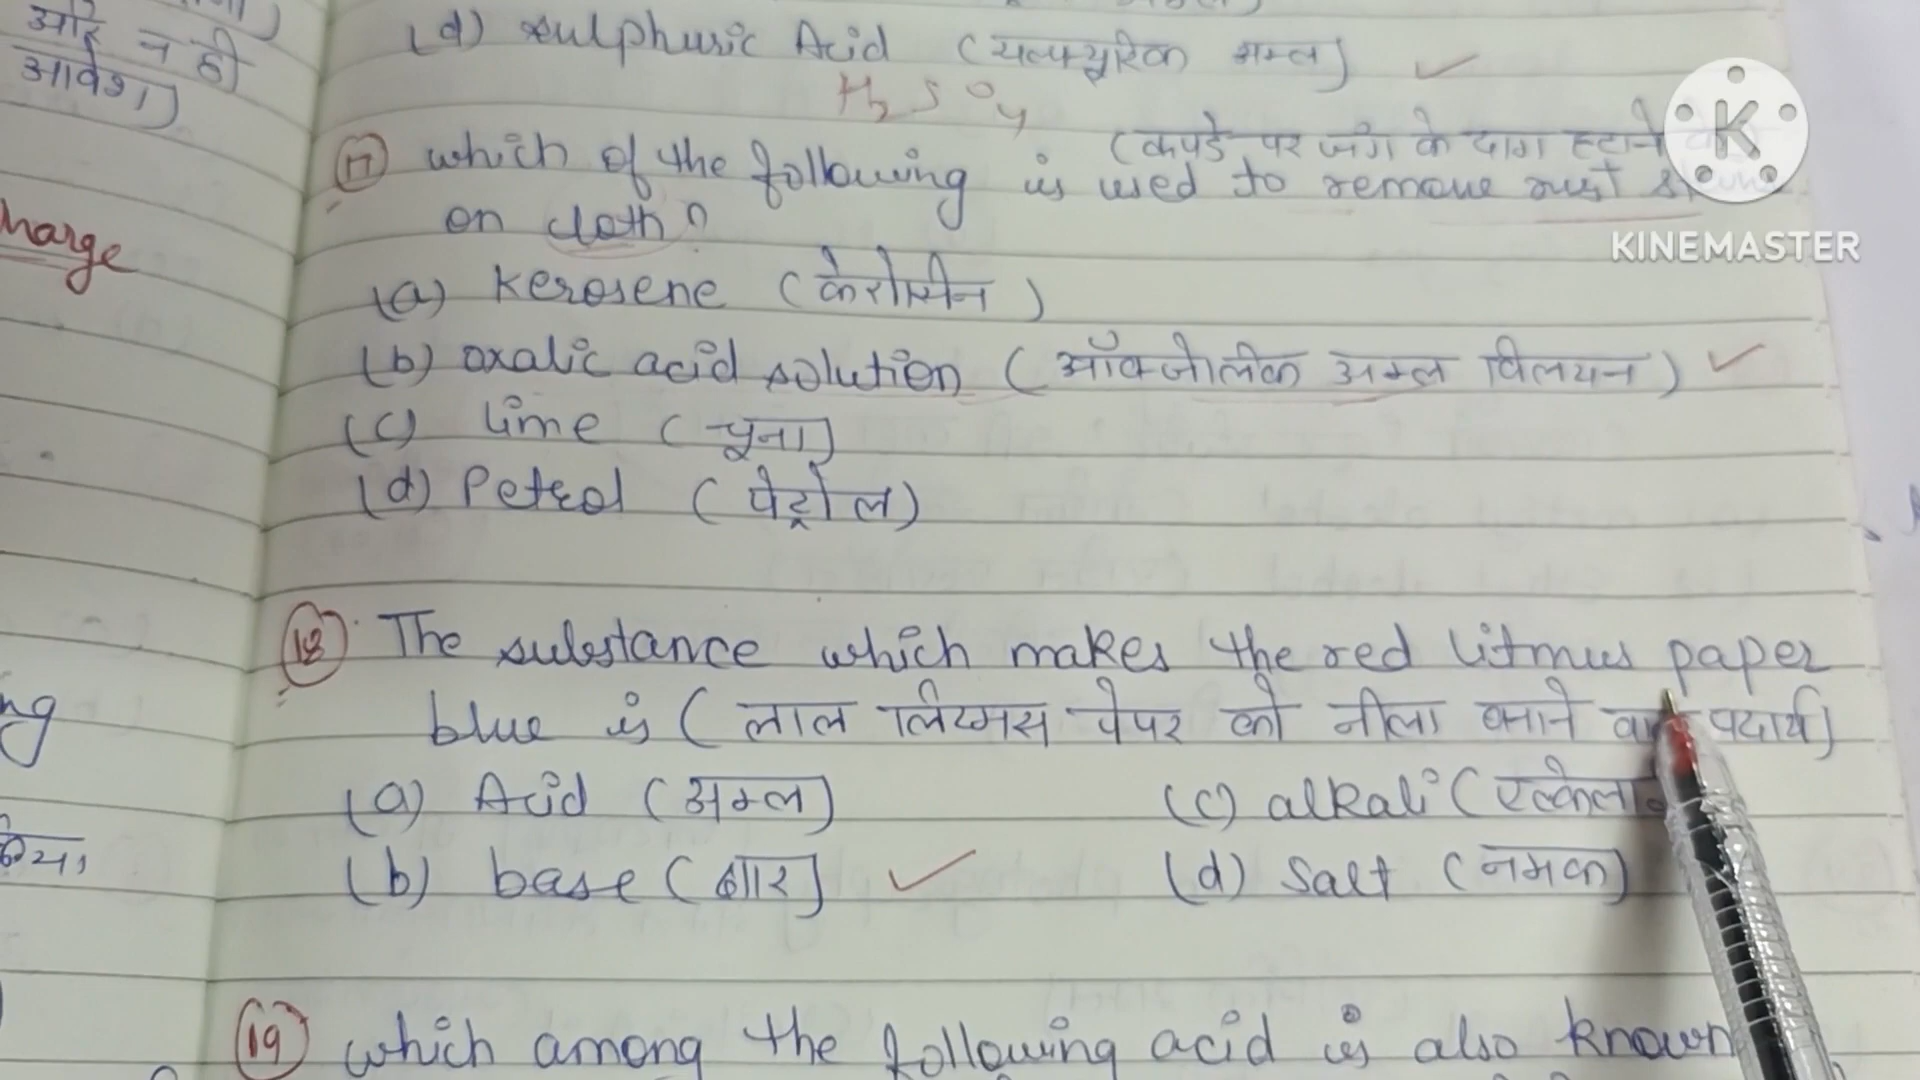 और न ही
आवेश।)
(d) sulphuric Acid (सल्फ्यूरिक अम्ल) ✓
H2SO4
(17) which of the following is used to remove rust
(कपडे पर जंग के दाग हटाने
on cloth?
(a) Kerosene (केरोसिन)
(b) oxalic acid solution (ऑक्जेलिक अम्ल विलयन) ✓
(c) lime (चूना)
(d) Petrol (पेट्रोल)
(18) The substance which makes the red litmus paper
blue is (लाल लिटमस पेपर को नीला बनाने पदार्थ)
(a) Acid (अम्ल)
(c) alkali (एल्केला
(b) base (क्षार) ✓
(d) Salt (नमक)
(19) which among the following acid is also known
harge
ng
K
KINEMASTER